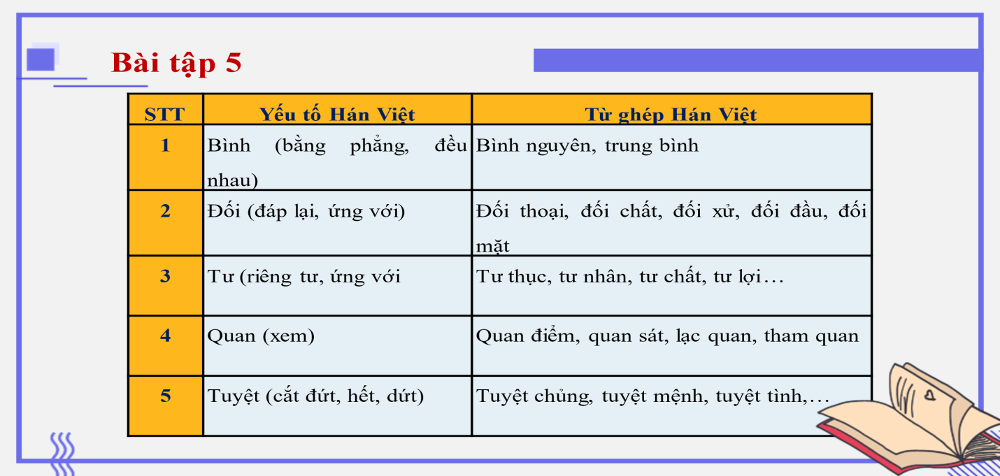 Bài tập 5
STT Yếu tố Hán Việt Từ ghép Hán Việt
1 Bình (bằng phẳng, đều Bình nguyên, trung bình
nhau)
2 Đối (đáp lại, ứng với) Đối thoại, đối chất, đối xử, đối đầu, đối
mặt
3 Tư (riêng tư, ứng với Tư thục, tư nhân, tư chất, tư lợi…
4 Quan (xem) Quan điểm, quan sát, lạc quan, tham quan
5 Tuyệt (cắt đứt, hết, dứt) Tuyệt chủng, tuyệt mệnh, tuyệt tình,…